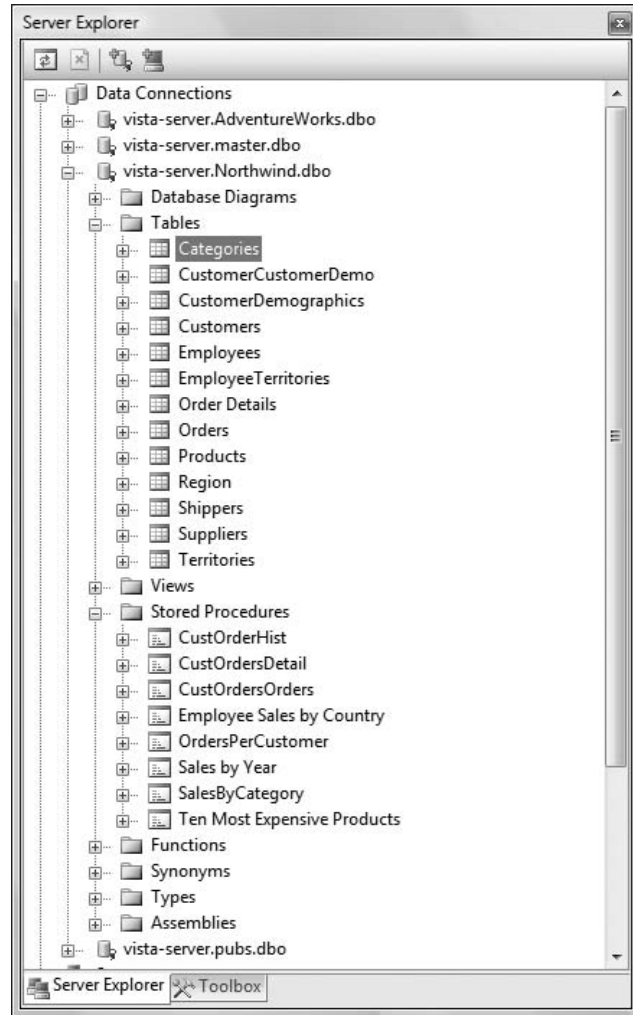 Server Explorer
Data Connections
vista-server.AdventureWorks.dbo
vista-server.master.dbo
vista-server.Northwind.dbo
Database Diagrams
Tables
Categories
CustomerCustomerDemo
CustomerDemographics
Customers
Employees
EmployeeTerritories
Order Details
Orders
Products
Region
Shippers
Suppliers
Territories
Views
Stored Procedures
CustOrderHist
CustOrdersDetail
CustOrdersOrders
Employee Sales by Country
OrdersPerCustomer
Sales by Year
SalesByCategory
Ten Most Expensive Products
Functions
Synonyms
Types
Assemblies
vista-server.pubs.dbo
Server Explorer Toolbox